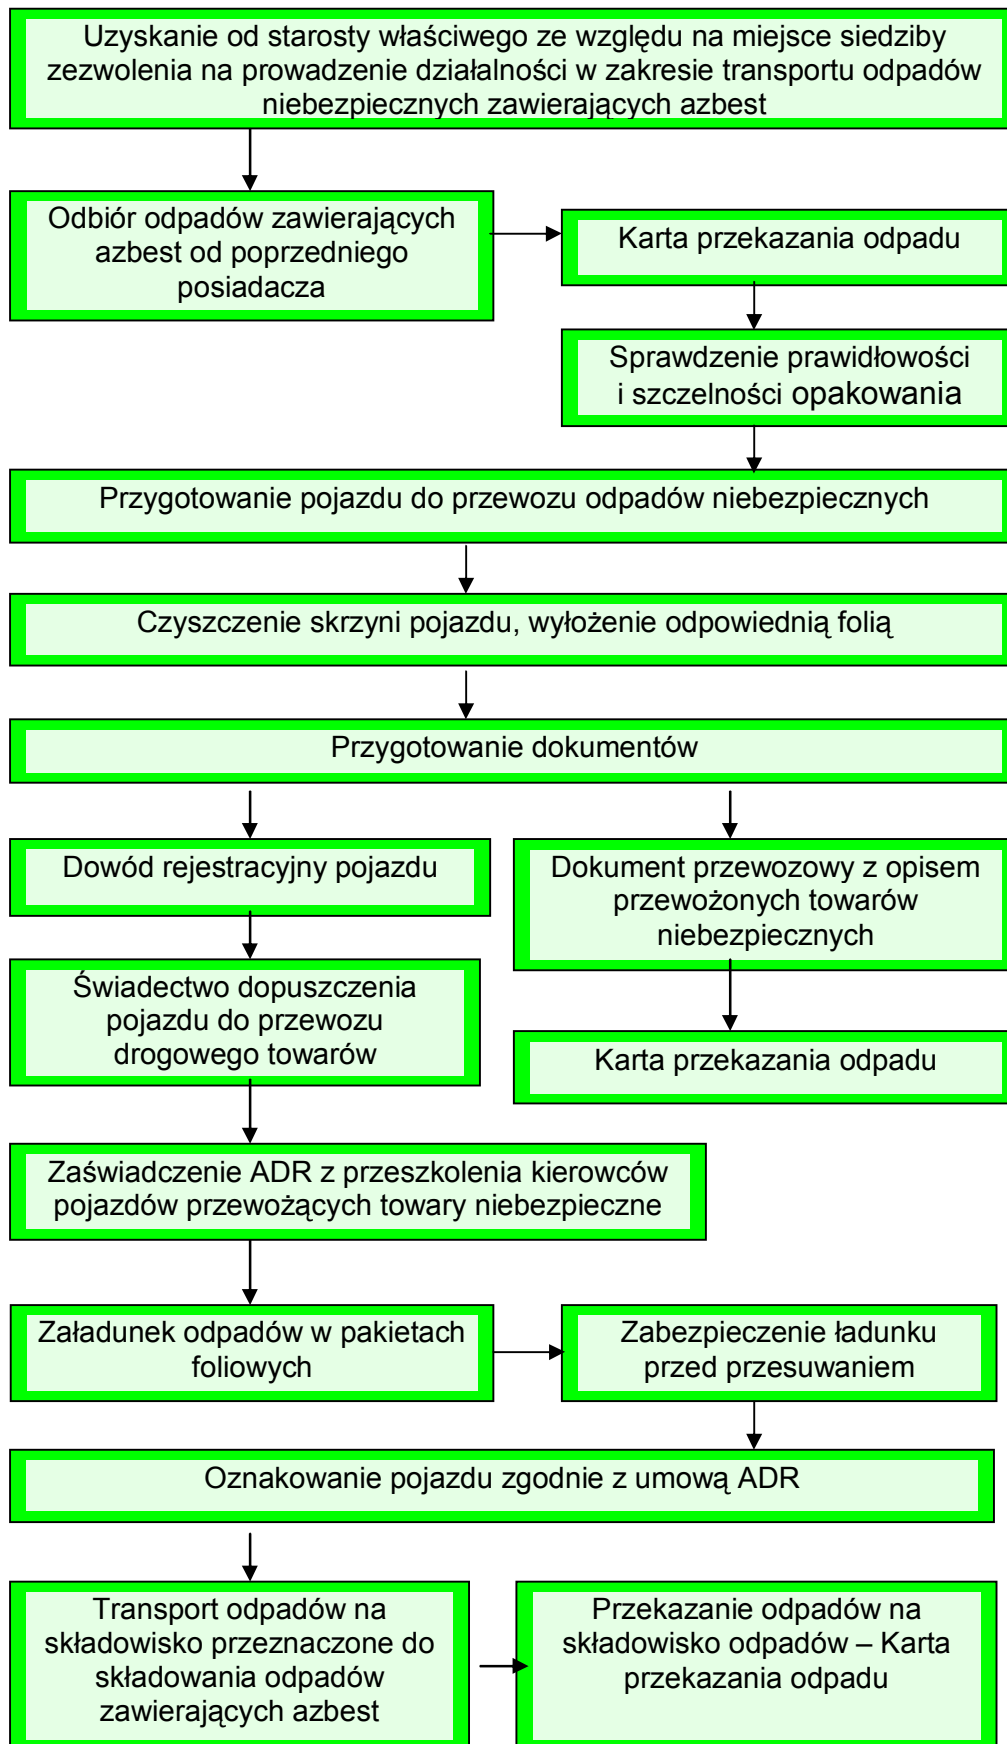 Uzyskanie od starosty właściwego ze względu na miejsce siedziby
zezwolenia na prowadzenie działalności w zakresie transportu odpadów
niebezpiecznych zawierających azbest
Odbiór odpadów zawierających
azbest od poprzedniego
posiadacza
Karta przekazania odpadu
Sprawdzenie prawidłowości
i szczelności opakowania
Przygotowanie pojazdu do przewozu odpadów niebezpiecznych
Czyszczenie skrzyni pojazdu, wyłożenie odpowiednią folią
Przygotowanie dokumentów
Dowód rejestracyjny pojazdu
Świadectwo dopuszczenia
pojazdu do przewozu
drogowego towarów
Dokument przewozowy z opisem
przewożonych towarów
niebezpiecznych
Karta przekazania odpadu
Zaświadczenie ADR z przeszkolenia kierowców
pojazdów przewożących towary niebezpieczne
Załadunek odpadów w pakietach
foliowych
Zabezpieczenie ładunku
przed przesuwaniem
Oznakowanie pojazdu zgodnie z umową ADR
Transport odpadów na
składowisko przeznaczone do
składowania odpadów
zawierających azbest
Przekazanie odpadów na
składowisko odpadów – Karta
przekazania odpadu